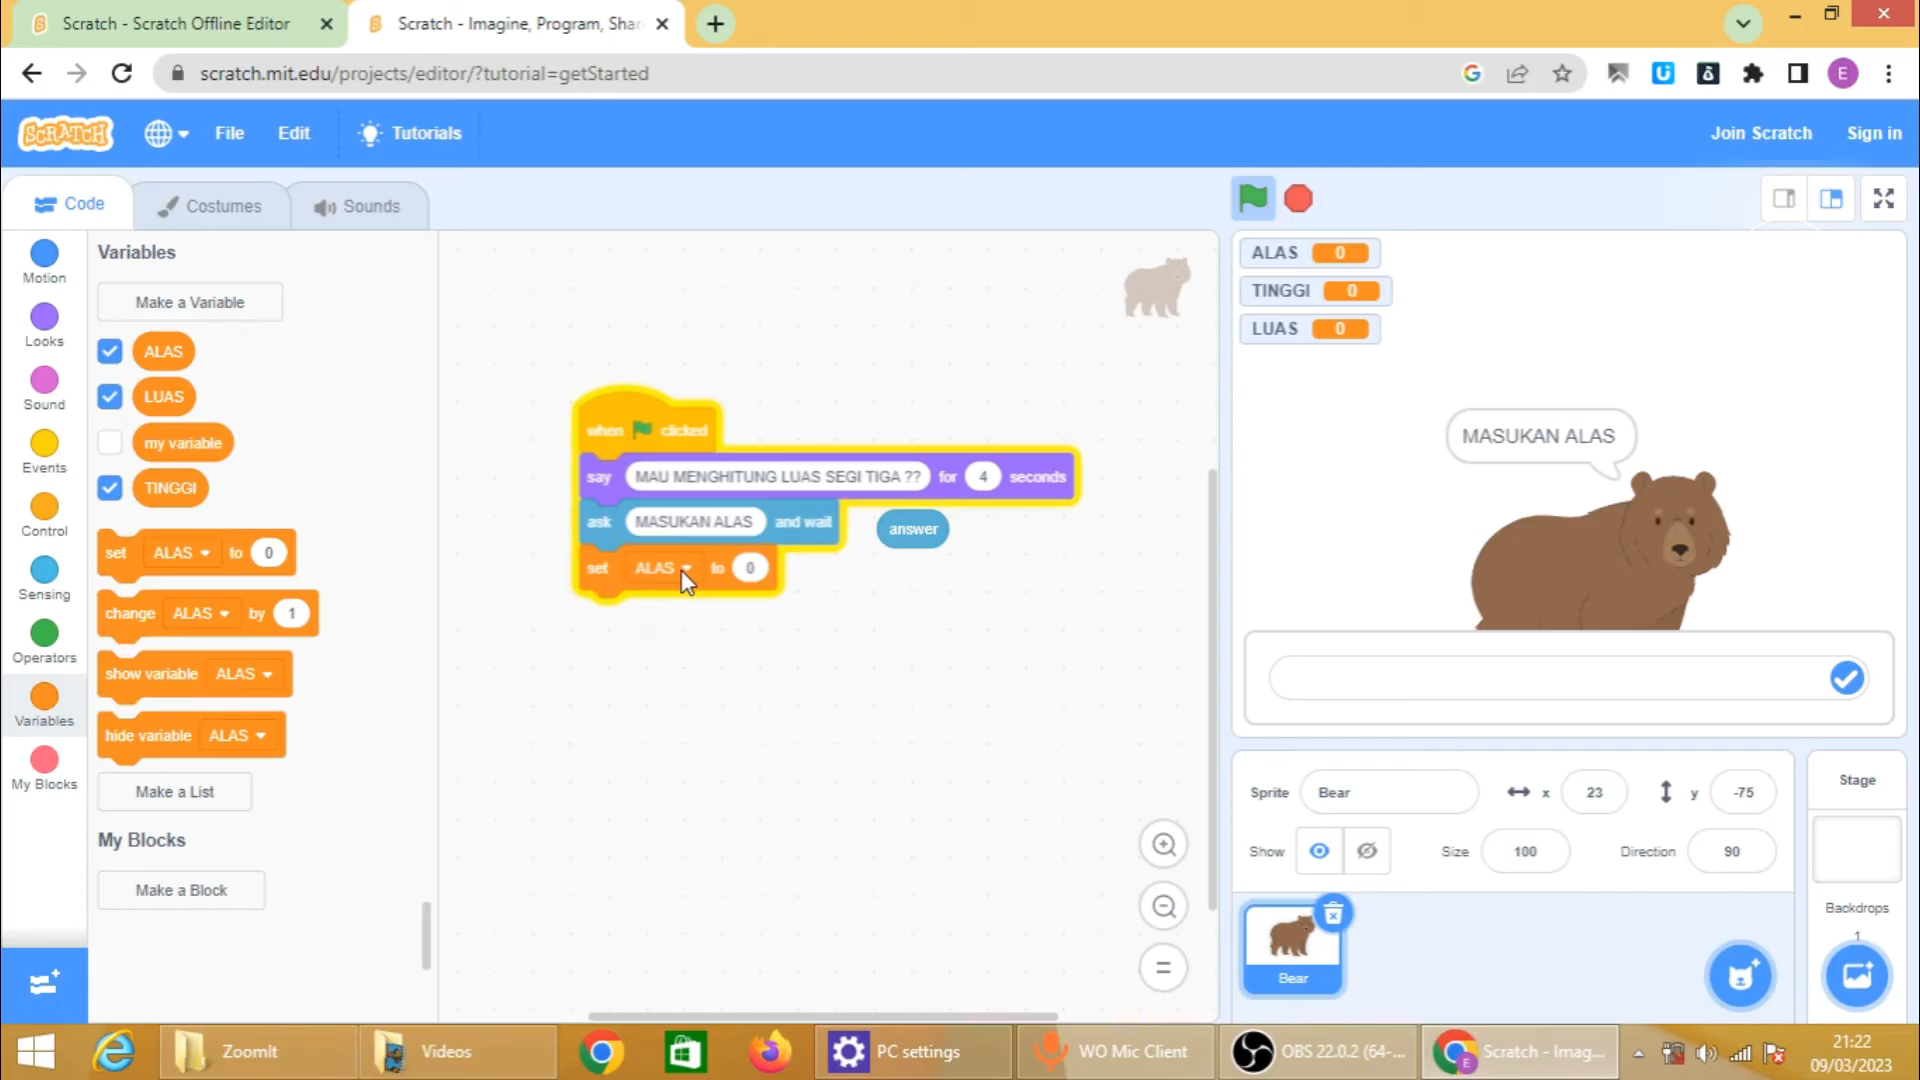 Scratch - Scratch Offline Editor
Scratch - Imagine, Program, Shar
scratch.mit.edu/projects/editor/?tutorial=getStarted
E
SCRATCH
File
Edit
Tutorials
Join Scratch
Sign in
Code
Costumes
Sounds
Motion
Looks
Sound
Events
Control
Sensing
Operators
Variables
My Blocks
Variables
Make a Variable
ALAS
LUAS
my variable
TINGGI
set ALAS to 0
change ALAS by 1
show variable ALAS
hide variable ALAS
Make a List
My Blocks
Make a Block
when clicked
say MAU MENGHITUNG LUAS SEGI TIGA ?? for 4 seconds
ask MASUKAN ALAS and wait
answer
set ALAS to 0
ALAS 0
TINGGI 0
LUAS 0
MASUKAN ALAS
Sprite Bear x 23 y -75
Show Size 100 Direction 90
Bear
Stage
Backdrops
1
ZoomIt
Videos
PC settings
WO Mic Client
OBS 22.0.2 (64-...
Scratch - Imag...
21:22
09/03/2023